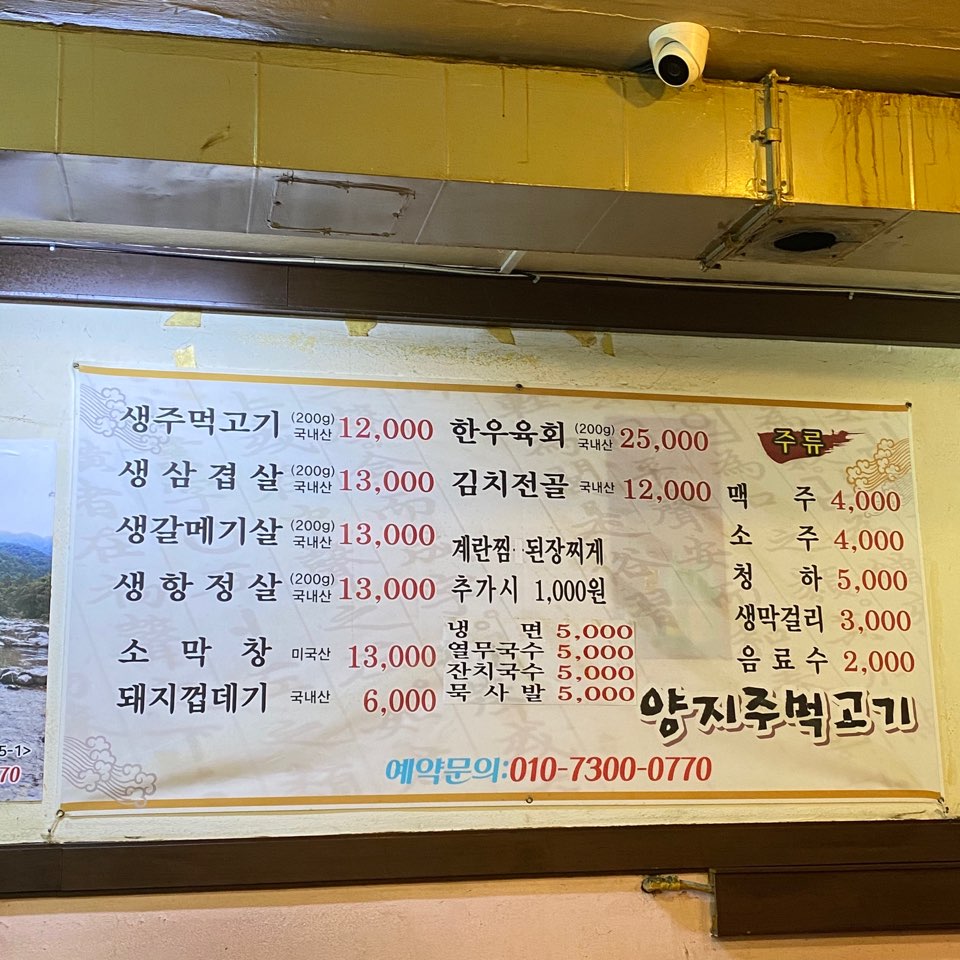 생주먹고기 (200g) 국내산 12,000
생삼겹살 (200g) 국내산 13,000
생갈메기살 (200g) 국내산 13,000
생항정살 (200g) 국내산 13,000
소막창 미국산 13,000
돼지껍데기 국내산 6,000
한우육회 (200g) 국내산 25,000
김치전골 국내산 12,000
계란찜·된장찌게
추가시 1,000원
냉면 5,000
열무국수 5,000
잔치국수 5,000
묵사발 5,000
주류
맥주 4,000
소주 4,000
청하 5,000
생막걸리 3,000
음료수 2,000
양지주먹고기
예약문의:010-7300-0770
5-1>
70